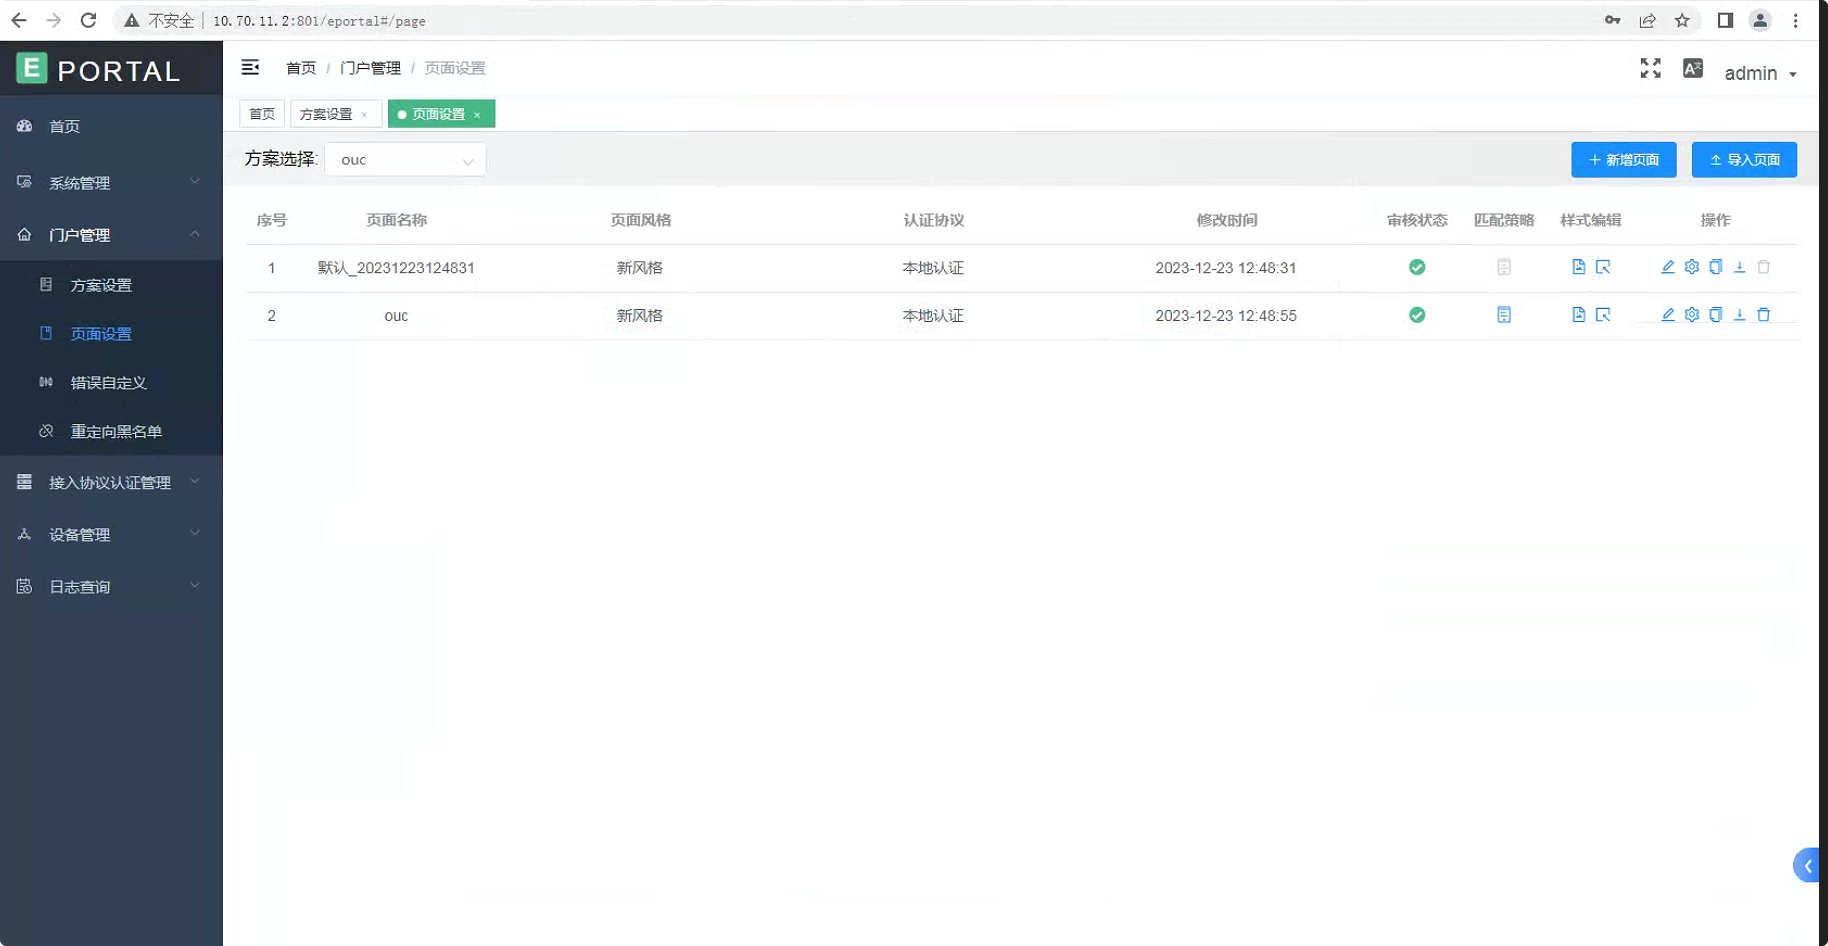 不安全 10.70.11.2:801/eportal#/page
E PORTAL
首页 / 门户管理 / 页面设置
admin
首页 方案设置 × 页面设置 ×
方案选择: ouc
新增页面 导入页面
首页
系统管理
门户管理
方案设置
页面设置
错误自定义
重定向黑名单
接入协议认证管理
设备管理
日志查询
序号 页面名称 页面风格 认证协议 修改时间 审核状态 匹配策略 样式编辑 操作
1 默认_20231223124831 新风格 本地认证 2023-12-23 12:48:31
2 ouc 新风格 本地认证 2023-12-23 12:48:55